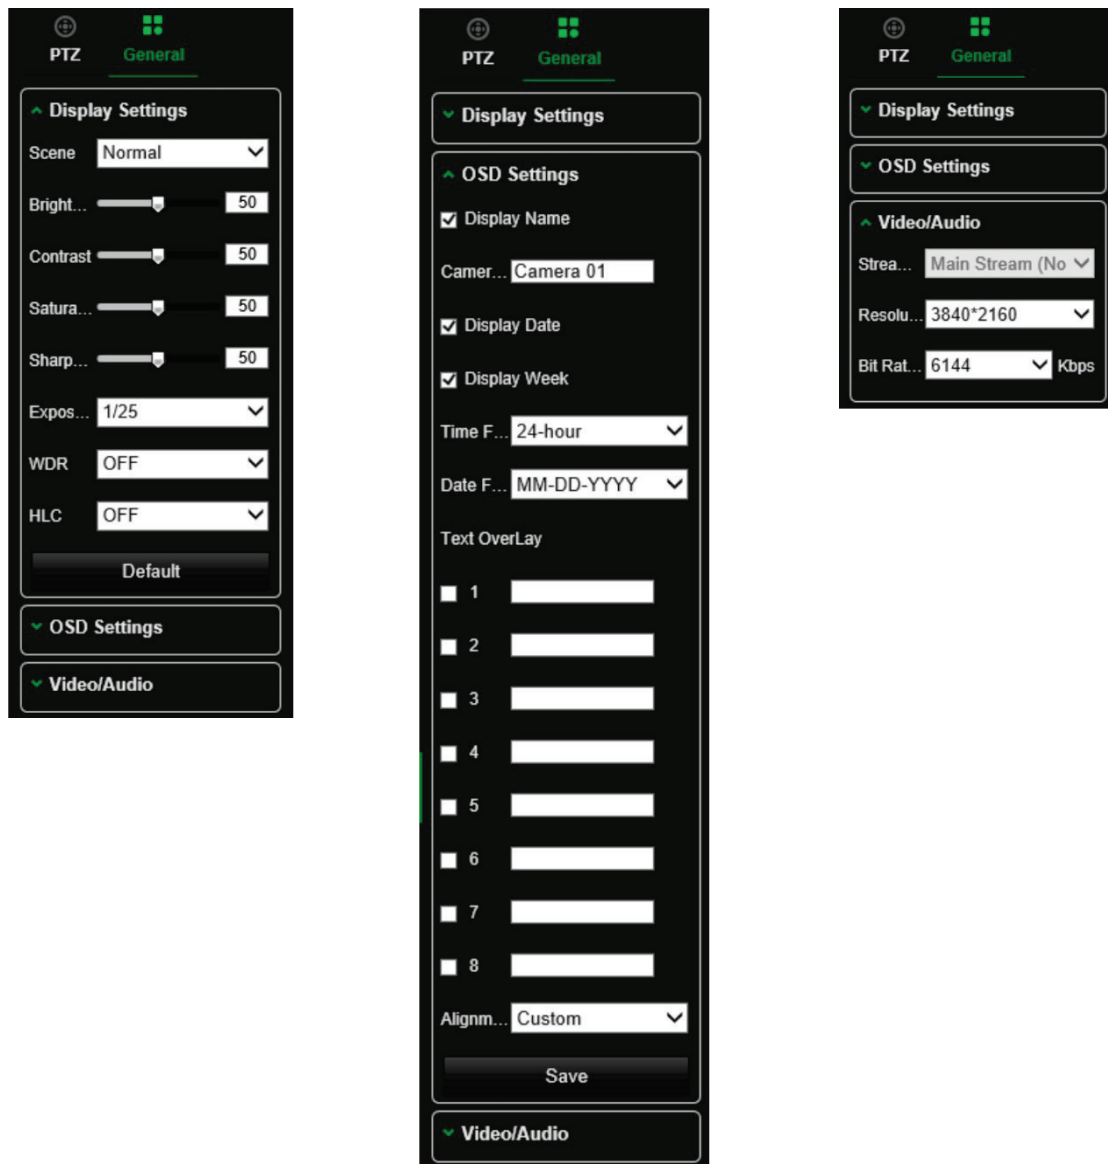 PTZ General
Display Settings
Scene Normal
Bright... 50
Contrast 50
Satura... 50
Sharp... 50
Expos... 1/25
WDR OFF
HLC OFF
Default
OSD Settings
Video/Audio
PTZ General
Display Settings
OSD Settings
Display Name
Camer... Camera 01
Display Date
Display Week
Time F... 24-hour
Date F... MM-DD-YYYY
Text OverLay
1
2
3
4
5
6
7
8
Alignm... Custom
Save
Video/Audio
PTZ General
Display Settings
OSD Settings
Video/Audio
Strea... Main Stream (No
Resolu... 3840*2160
Bit Rat... 6144 Kbps